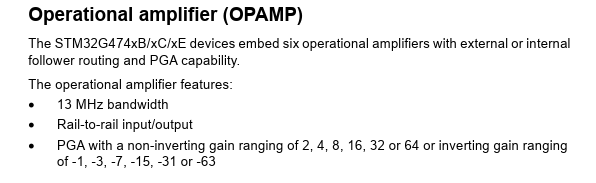 Operational amplifier (OPAMP)
The STM32G474xB/xC/xE devices embed six operational amplifiers with external or internal
follower routing and PGA capability.
The operational amplifier features:
• 13 MHz bandwidth
• Rail-to-rail input/output
• PGA with a non-inverting gain ranging of 2, 4, 8, 16, 32 or 64 or inverting gain ranging
of -1, -3, -7, -15, -31 or -63